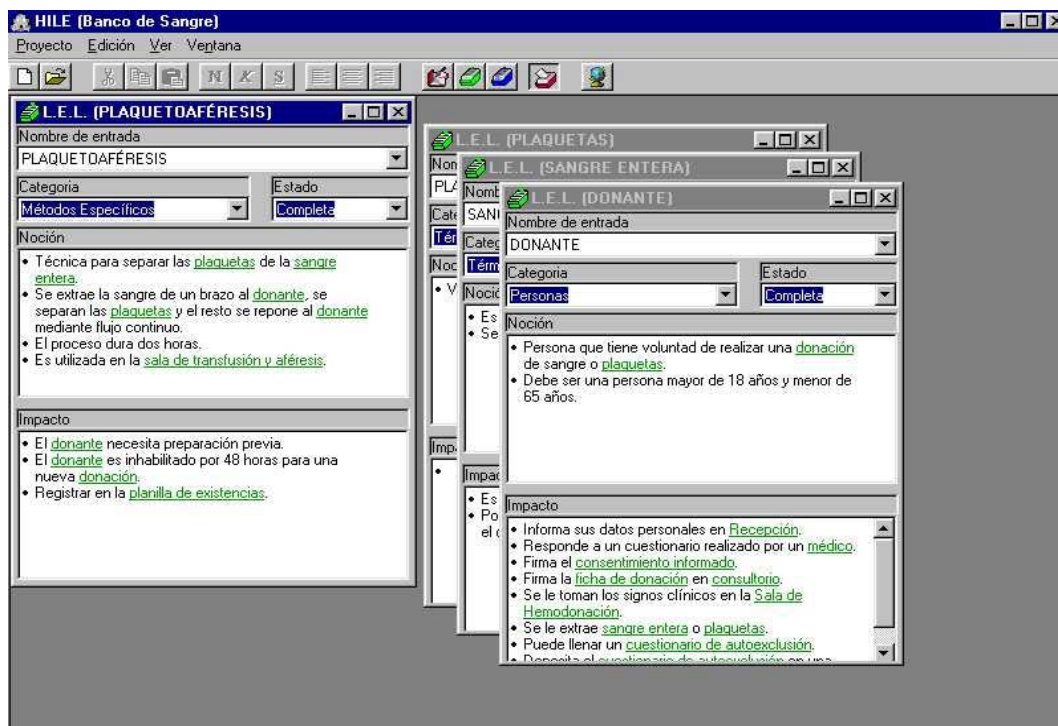 HILE (Banco de Sangre)
Proyecto Edición Ver Ventana
N K S
L.E.L. (PLAQUETOAFÉRESIS)
Nombre de entrada
PLAQUETOAFÉRESIS
Categoria Estado
Métodos Específicos Completa
Noción
• Técnica para separar las plaquetas de la sangre
entera.
• Se extrae la sangre de un brazo al donante, se
separan las plaquetas y el resto se repone al donante
mediante flujo continuo.
• El proceso dura dos horas.
• Es utilizada en la sala de transfusión y aféresis.
Impacto
• El donante necesita preparación previa.
• El donante es inhabilitado por 48 horas para una
nueva donación.
• Registrar en la planilla de existencias.
L.E.L. (PLAQUETAS)
L.E.L. (SANGRE ENTERA)
L.E.L. (DONANTE)
Nombre de entrada
DONANTE
Categoria Estado
Personas Completa
Noción
• Persona que tiene voluntad de realizar una donación
de sangre o plaquetas.
• Debe ser una persona mayor de 18 años y menor de
65 años.
Impacto
• Informa sus datos personales en Recepción.
• Responde a un cuestionario realizado por un médico.
• Firma el consentimiento informado.
• Firma la ficha de donación en consultorio.
• Se le toman los signos clínicos en la Sala de
Hemodonación.
• Se le extrae sangre entera o plaquetas.
• Puede llenar un cuestionario de autoexclusión.
• Deposita el cuestionario de autoexclusión en una